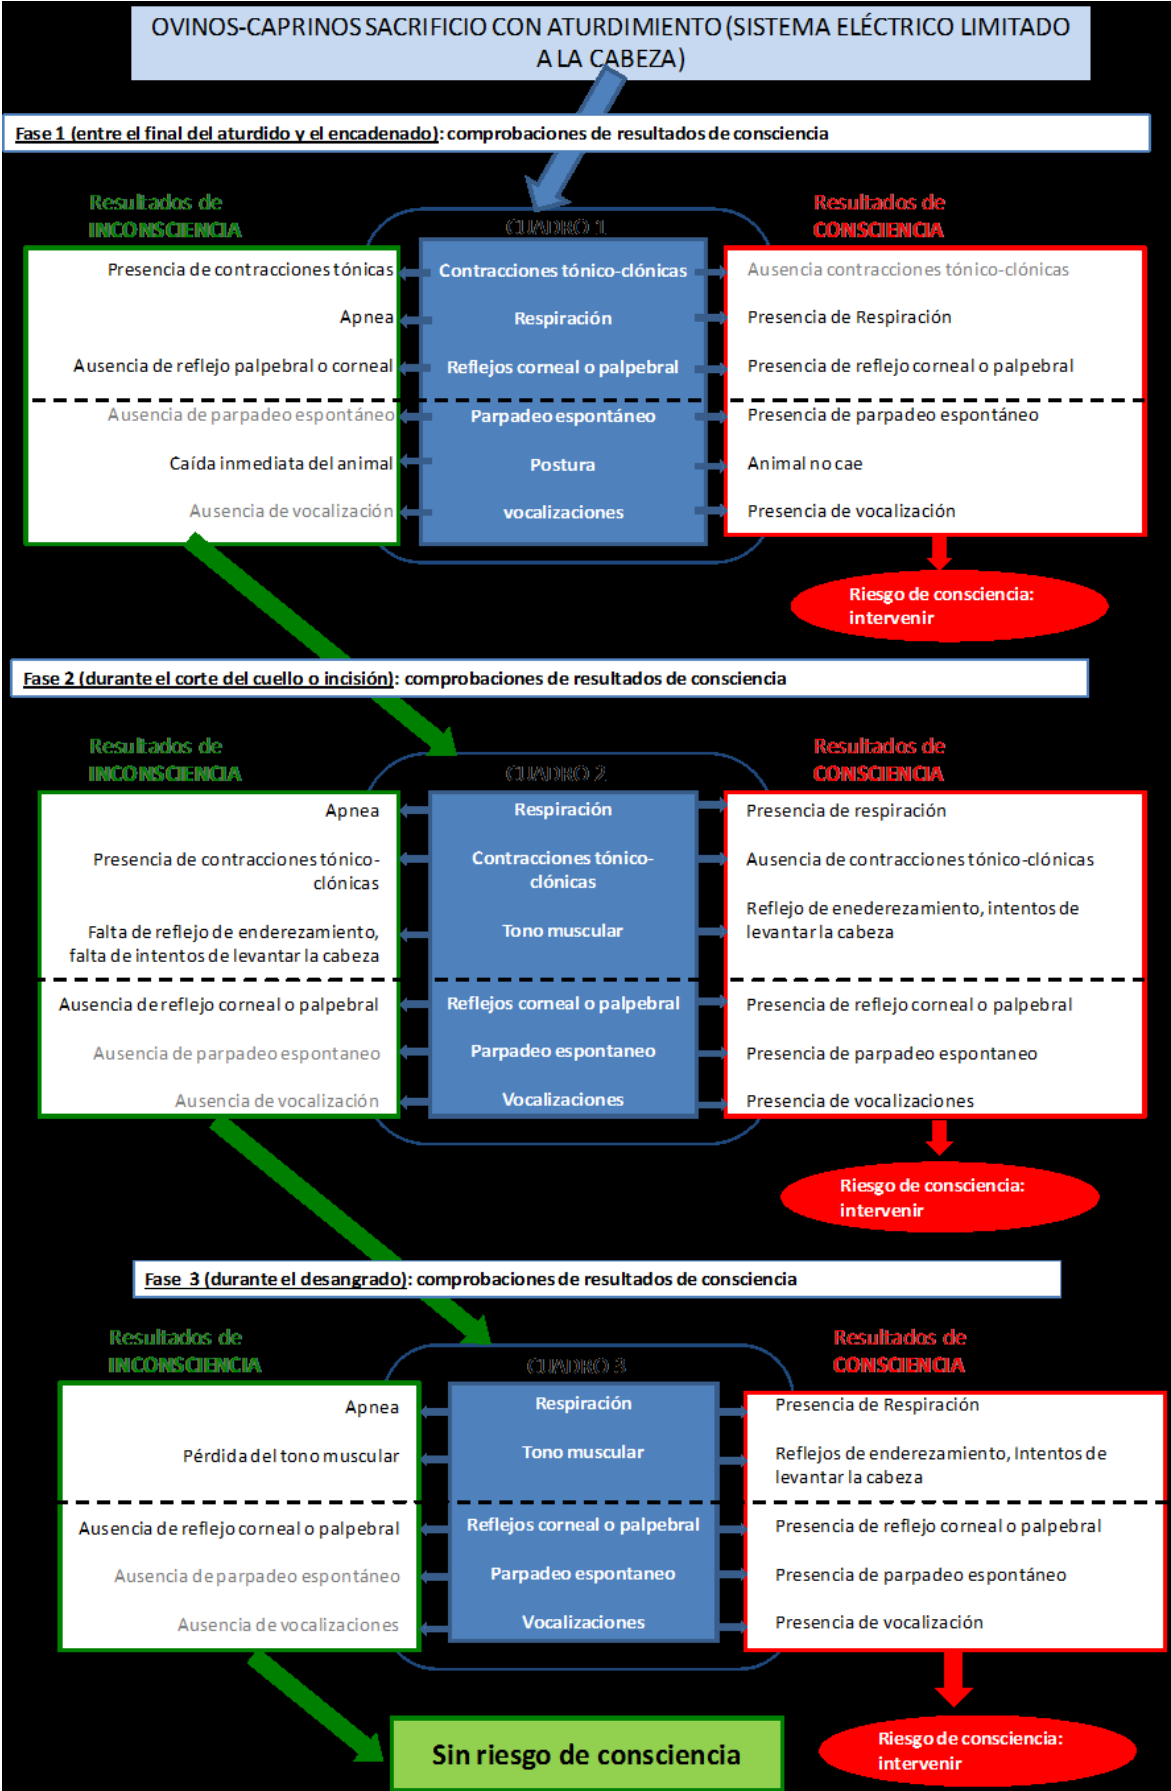 OVINOS-CAPRINOS SACRIFICIO CON ATURDIMIENTO (SISTEMA ELÉCTRICO LIMITADO
A LA CABEZA)
Fase 1 (entre el final del aturdido y el encadenado): comprobaciones de resultados de consciencia
Resultados de
INCONSCIENCIA
CUADRO 1
Resultados de
CONSCIENCIA
Presencia de contracciones tónicas
Contracciones tónico-clónicas
Ausencia contracciones tónico-clónicas
Apnea
Respiración
Presencia de Respiración
Ausencia de reflejo palpebral o corneal
Reflejos corneal o palpebral
Presencia de reflejo corneal o palpebral
Ausencia de parpadeo espontáneo
Parpadeo espontáneo
Presencia de parpadeo espontáneo
Caída inmediata del animal
Postura
Animal no cae
Ausencia de vocalización
vocalizaciones
Presencia de vocalización
Riesgo de consciencia:
intervenir
Fase 2 (durante el corte del cuello o incisión): comprobaciones de resultados de consciencia
Resultados de
INCONSCIENCIA
CUADRO 2
Resultados de
CONSCIENCIA
Apnea
Respiración
Presencia de respiración
Presencia de contracciones tónico-
clónicas
Contracciones tónico-
clónicas
Ausencia de contracciones tónico-clónicas
Falta de reflejo de enderezamiento,
falta de intentos de levantar la cabeza
Tono muscular
Reflejo de enederezamiento, intentos de
levantar la cabeza
Ausencia de reflejo corneal o palpebral
Reflejos corneal o palpebral
Presencia de reflejo corneal o palpebral
Ausencia de parpadeo espontaneo
Parpadeo espontaneo
Presencia de parpadeo espontaneo
Ausencia de vocalización
Vocalizaciones
Presencia de vocalizaciones
Riesgo de consciencia:
intervenir
Fase 3 (durante el desangrado): comprobaciones de resultados de consciencia
Resultados de
INCONSCIENCIA
CUADRO 3
Resultados de
CONSCIENCIA
Apnea
Respiración
Presencia de Respiración
Pérdida del tono muscular
Tono muscular
Reflejos de enderezamiento, Intentos de
levantar la cabeza
Ausencia de reflejo corneal o palpebral
Reflejos corneal o palpebral
Presencia de reflejo corneal o palpebral
Ausencia de parpadeo espontáneo
Parpadeo espontaneo
Presencia de parpadeo espontáneo
Ausencia de vocalizaciones
Vocalizaciones
Presencia de vocalización
Sin riesgo de consciencia
Riesgo de consciencia:
intervenir